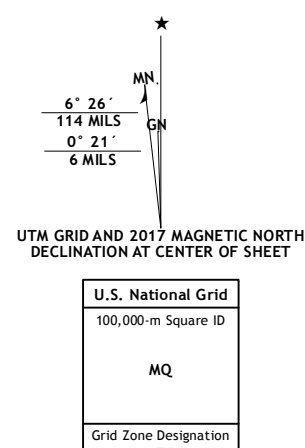 ★
MN.
6° 26´
114 MILS
GN
0° 21´
6 MILS
UTM GRID AND 2017 MAGNETIC NORTH
DECLINATION AT CENTER OF SHEET
U.S. National Grid
100,000-m Square ID
MQ
Grid Zone Designation